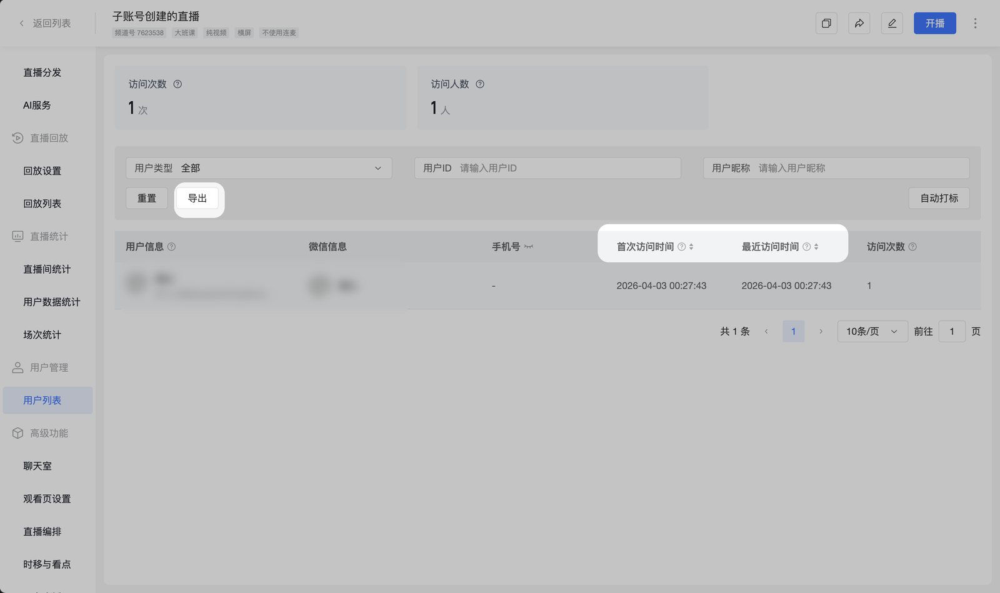 返回列表
子账号创建的直播
频道号 7623538 大班课 纯视频 横屏 不使用连麦
开播
直播分发
AI服务
直播回放
回放设置
回放列表
直播统计
直播间统计
用户数据统计
场次统计
用户管理
用户列表
高级功能
聊天室
观看页设置
直播编排
时移与看点
访问次数
1 次
访问人数
1 人
用户类型 全部
用户ID 请输入用户ID
用户昵称 请输入用户昵称
重置
导出
自动打标
用户信息 微信信息 手机号 首次访问时间 最近访问时间 访问次数
- 2026-04-03 00:27:43 2026-04-03 00:27:43 1
共 1 条 1 10条/页 前往 1 页